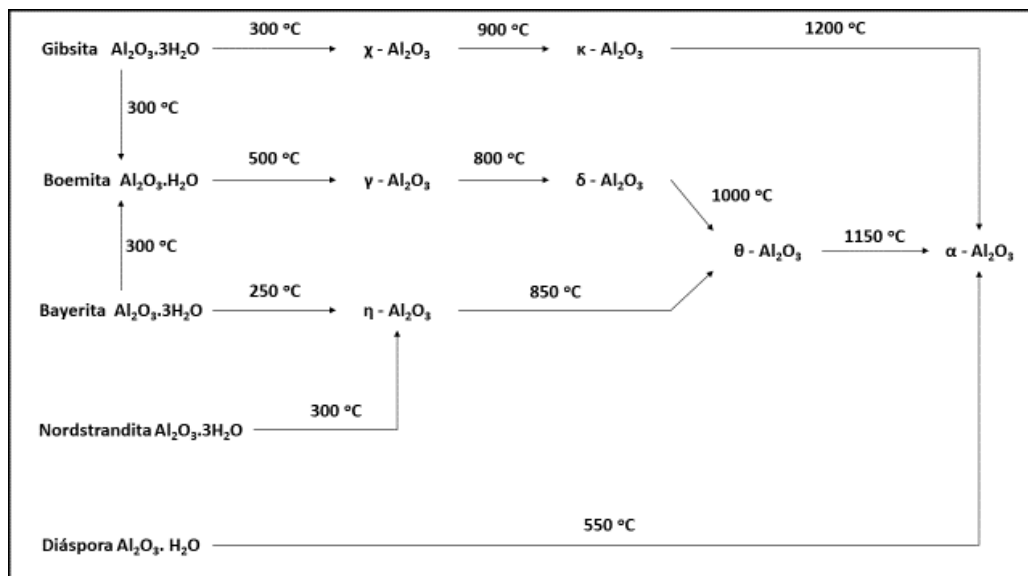 300 °C 900 °C 1200 °C
Gibsita Al₂O₃.3H₂O χ - Al₂O₃ κ - Al₂O₃
300 °C
500 °C 800 °C
Boemita Al₂O₃.H₂O γ - Al₂O₃ δ - Al₂O₃
1000 °C
300 °C 1150 °C
θ - Al₂O₃ α - Al₂O₃
250 °C 850 °C
Bayerita Al₂O₃.3H₂O η - Al₂O₃
300 °C
Nordstrandita Al₂O₃.3H₂O
550 °C
Diáspora Al₂O₃. H₂O